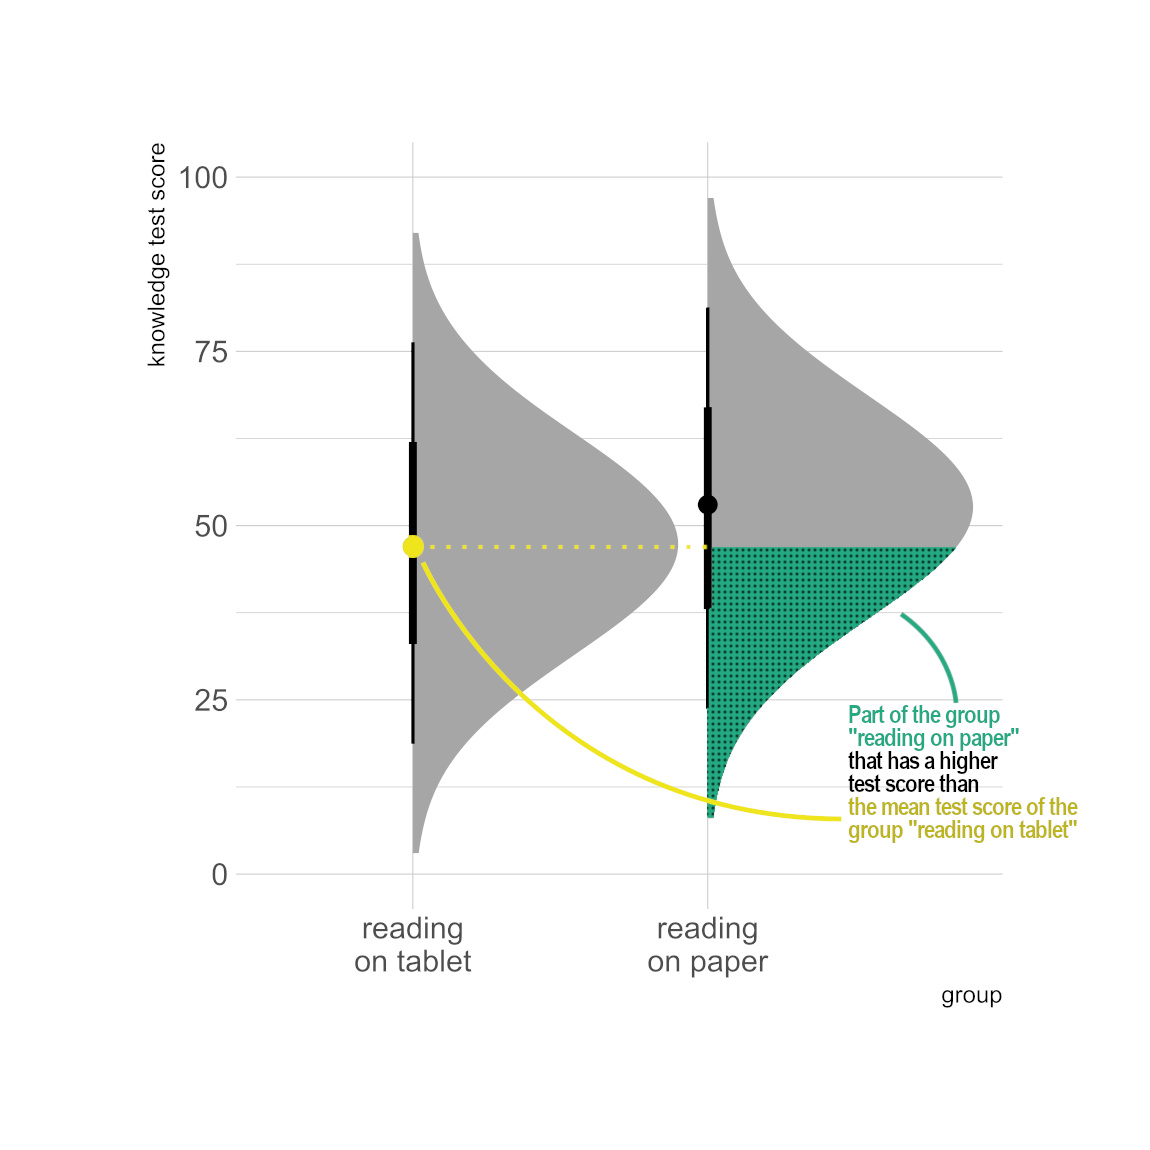 knowledge test score
100
75
50
25
0
Part of the group
"reading on paper"
that has a higher
test score than
the mean test score of the
group "reading on tablet"
reading
on tablet
reading
on paper
group